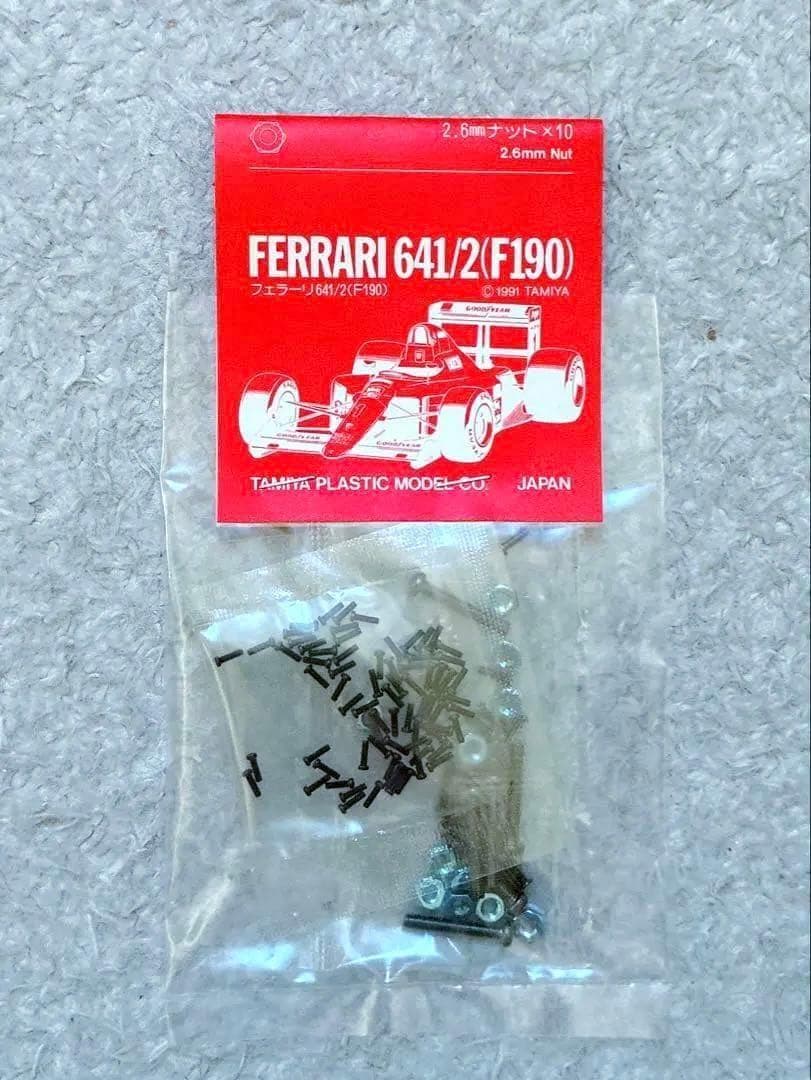 2.6㎜ナット×10
2.6mm Nut
FERRARI 641/2(F190)
フェラーリ641/2(F190)
© 1991 TAMIYA
GOODYEAR
GOODYEAR
GOODYEAR
TAMIYA PLASTIC MODEL CO. JAPAN